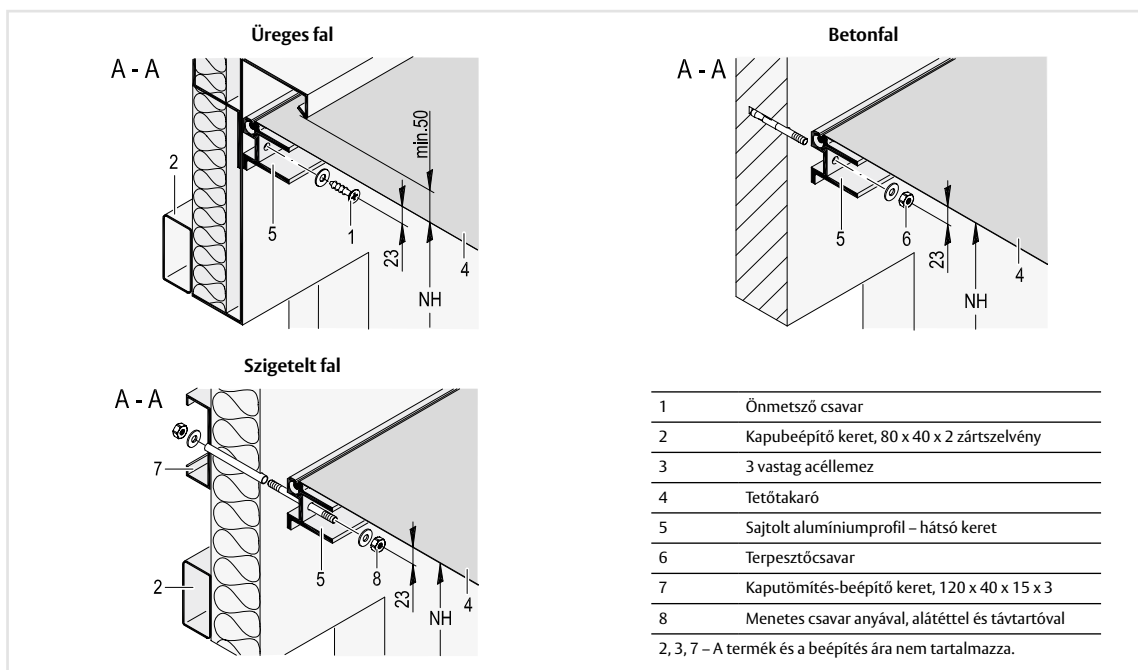 Üreges fal
A - A
2
5
1
min.50
23
4
NH
Betonfal
A - A
5
6
23
4
NH
Szigetelt fal
A - A
7
2
5
8
23
4
NH
1 Önmetsző csavar
2 Kapubeépítő keret, 80 x 40 x 2 zártszelvény
3 3 vastag acéllemez
4 Tetőtakaró
5 Sajtolt alumíniumprofil – hátsó keret
6 Terpesztőcsavar
7 Kaputömítés-beépítő keret, 120 x 40 x 15 x 3
8 Menetes csavar anyával, alátéttel és távtartóval
2, 3, 7 – A termék és a beépítés ára nem tartalmazza.